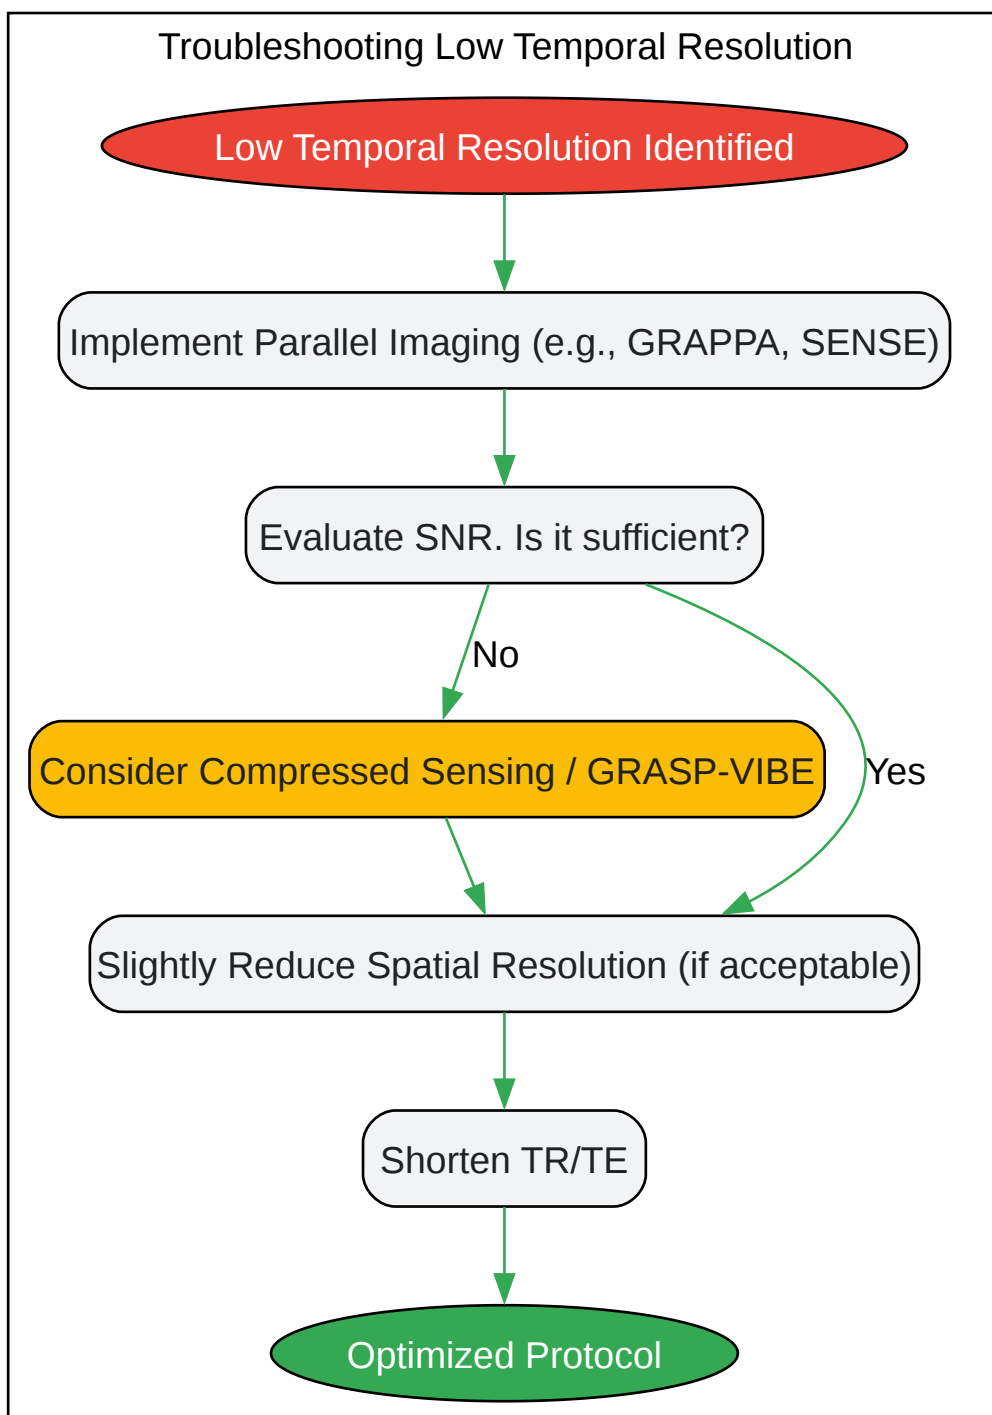 Troubleshooting Low Temporal Resolution
Low Temporal Resolution Identified
Implement Parallel Imaging (e.g., GRAPPA, SENSE)
Evaluate SNR. Is it sufficient?
No
Consider Compressed Sensing / GRASP-VIBE
Yes
Slightly Reduce Spatial Resolution (if acceptable)
Shorten TR/TE
Optimized Protocol